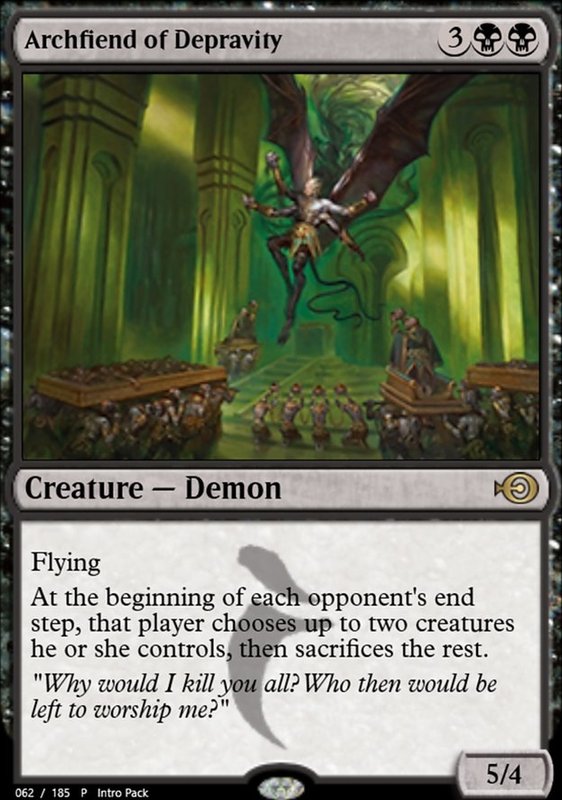 Archfiend of Depravity 3
Creature — Demon
Flying
At the beginning of each opponent's end
step, that player chooses up to two creatures
he or she controls, then sacrifices the rest.
"Why would I kill you all? Who then would be
left to worship me?"
5/4
062 / 185 P Intro Pack